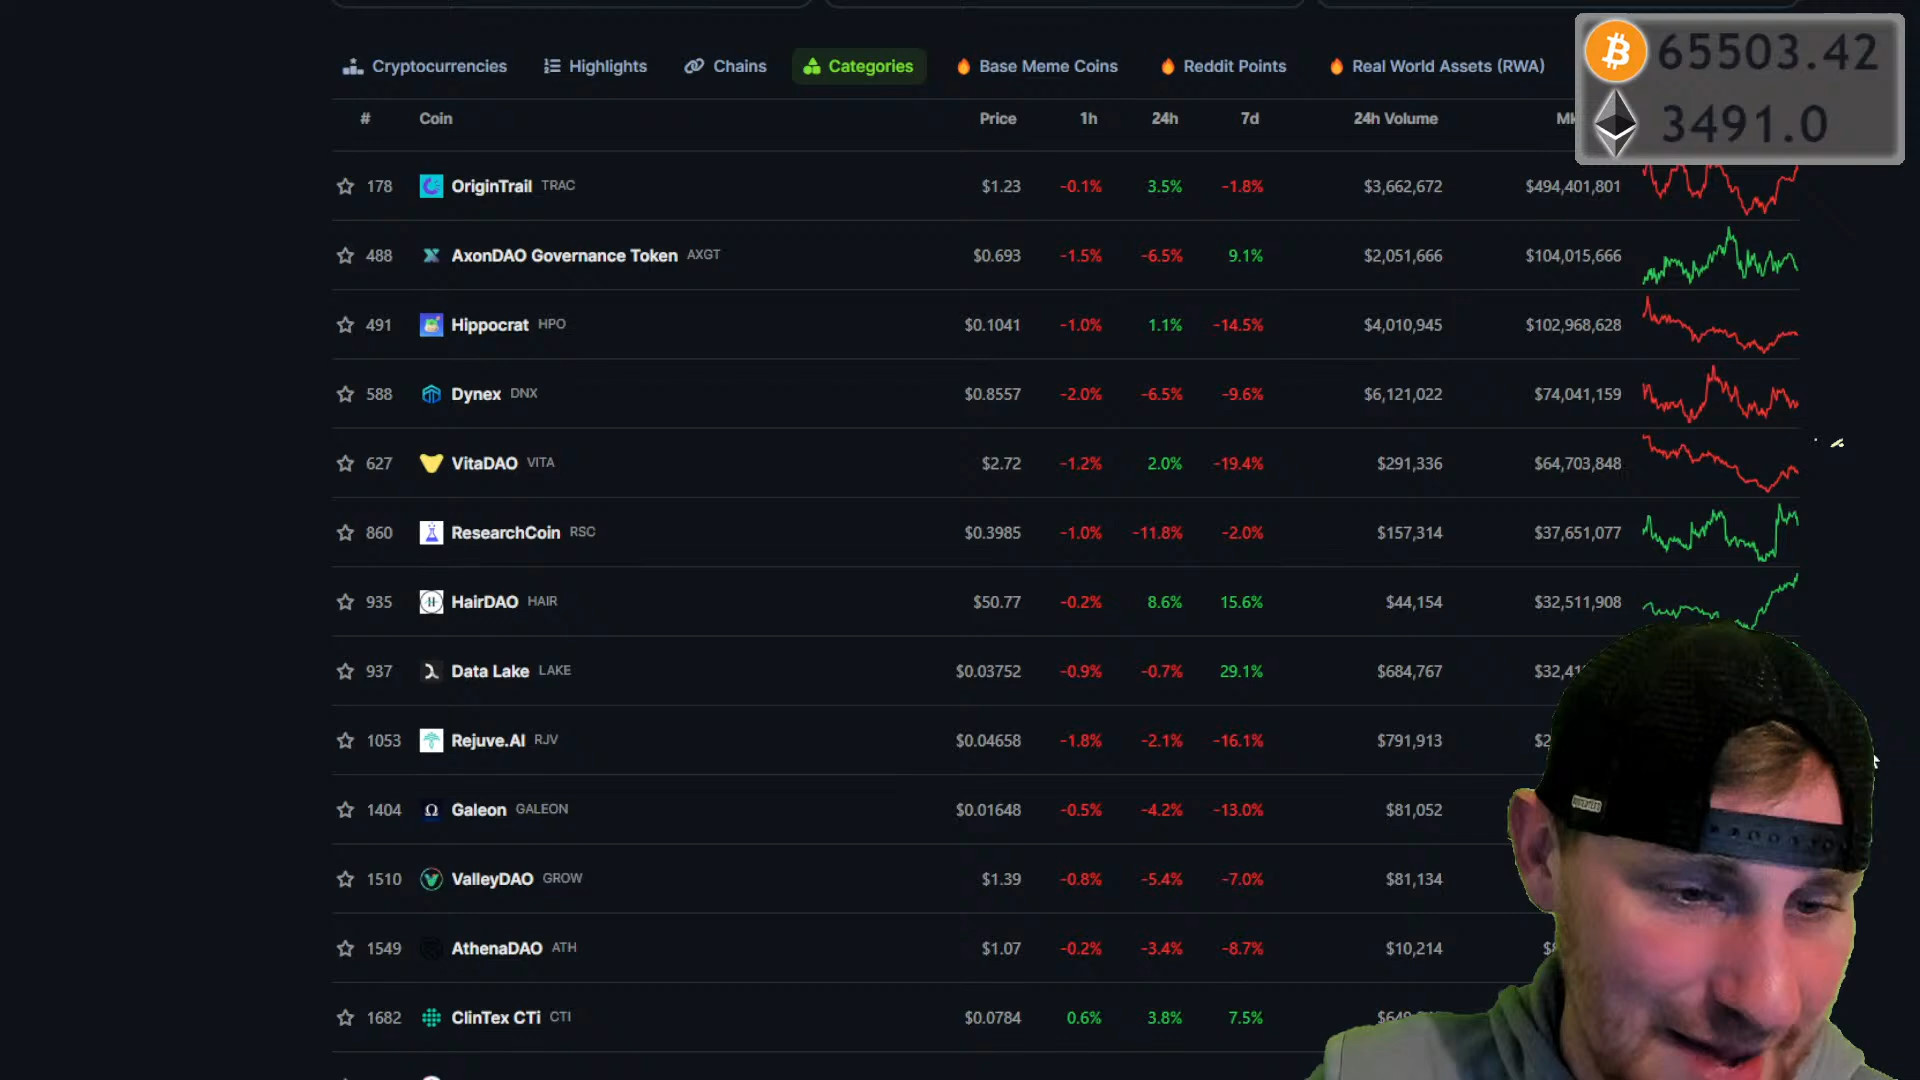 Cryptocurrencies Highlights Chains Categories Base Meme Coins Reddit Points Real World Assets (RWA)
65503.42
3491.0
# Coin Price 1h 24h 7d 24h Volume
178 OriginTrail TRAC $1.23 -0.1% 3.5% -1.8% $3,662,672 $494,401,801
488 AxonDAO Governance Token AXGT $0.693 -1.5% -6.5% 9.1% $2,051,666 $104,015,666
491 Hippocrat HPO $0.1041 -1.0% 1.1% -14.5% $4,010,945 $102,968,628
588 Dynex DNX $0.8557 -2.0% -6.5% -9.6% $6,121,022 $74,041,159
627 VitaDAO VITA $2.72 -1.2% 2.0% -19.4% $291,336 $64,703,848
860 ResearchCoin RSC $0.3985 -1.0% -11.8% -2.0% $157,314 $37,651,077
935 HairDAO HAIR $50.77 -0.2% 8.6% 15.6% $44,154 $32,511,908
937 Data Lake LAKE $0.03752 -0.9% -0.7% 29.1% $684,767
1053 Rejuve.AI RJV $0.04658 -1.8% -2.1% -16.1% $791,913
1404 Galeon GALEON $0.01648 -0.5% -4.2% -13.0% $81,052
1510 ValleyDAO GROW $1.39 -0.8% -5.4% -7.0% $81,134
1549 AthenaDAO ATH $1.07 -0.2% -3.4% -8.7% $10,214
1682 ClinTex CTi CTI $0.0784 0.6% 3.8% 7.5%